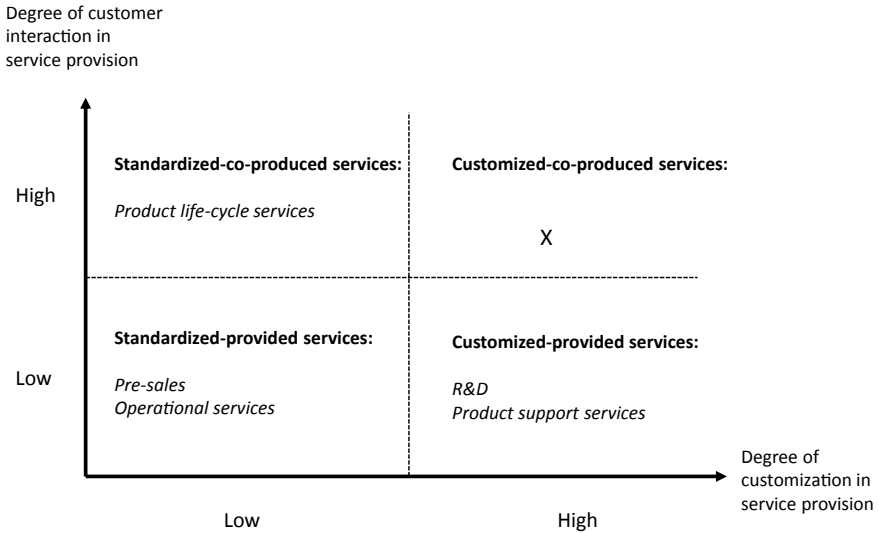 Degree of customer
interaction in
service provision
High
Standardized-co-produced services:
Product life-cycle services
Customized-co-produced services:
X
Low
Standardized-provided services:
Pre-sales
Operational services
Customized-provided services:
R&D
Product support services
Degree of
customization in
service provision
Low
High